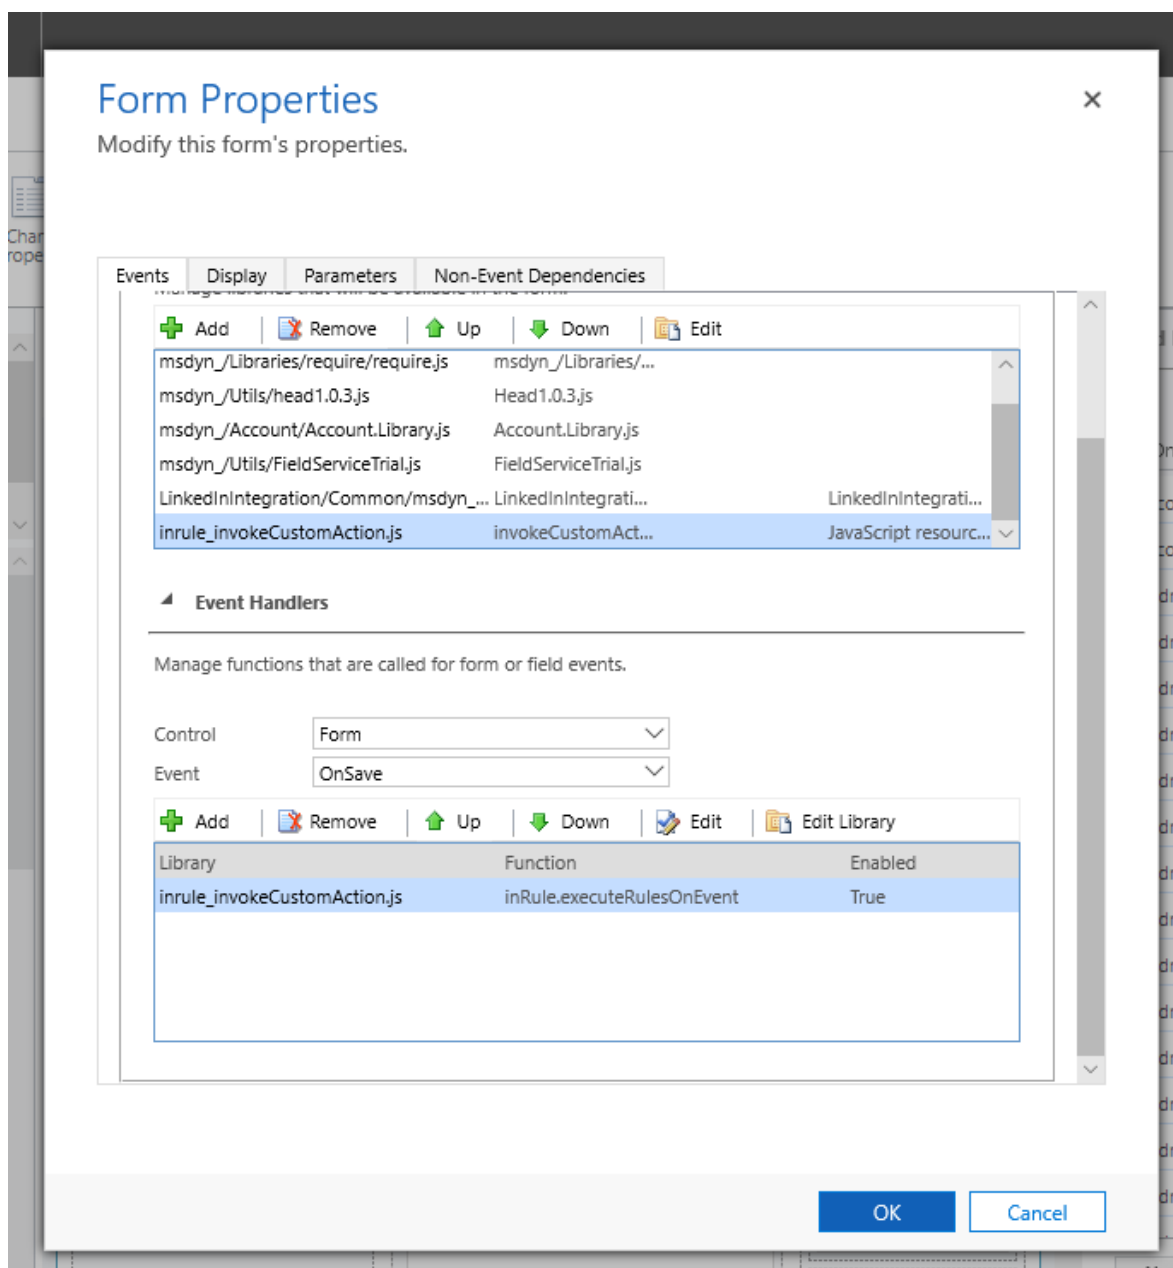 Form Properties
Modify this form's properties.
Events Display Parameters Non-Event Dependencies
Add Remove Up Down Edit
msdyn_/Libraries/require/require.js msdyn_/Libraries/...
msdyn_/Utils/head1.0.3.js Head1.0.3.js
msdyn_/Account/Account.Library.js Account.Library.js
msdyn_/Utils/FieldServiceTrial.js FieldServiceTrial.js
LinkedInIntegration/Common/msdyn_... LinkedInIntegrati... LinkedInIntegrati...
inrule_invokeCustomAction.js invokeCustomAct... JavaScript resourc...
Event Handlers
Manage functions that are called for form or field events.
Control Form
Event OnSave
Add Remove Up Down Edit Edit Library
Library Function Enabled
inrule_invokeCustomAction.js inRule.executeRulesOnEvent True
OK Cancel